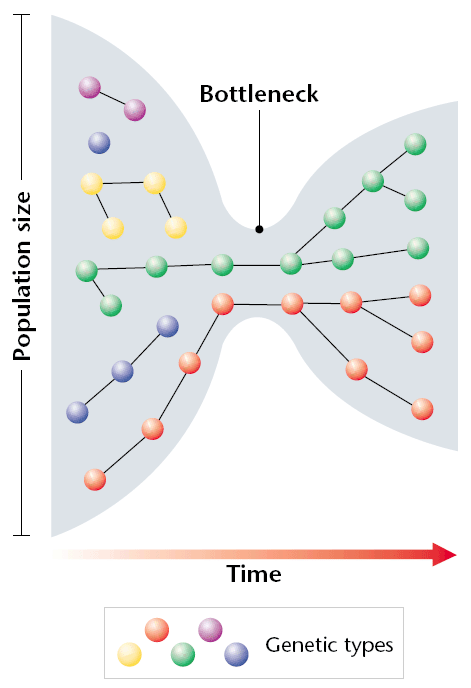 Bottleneck
Population size
Time
Genetic types